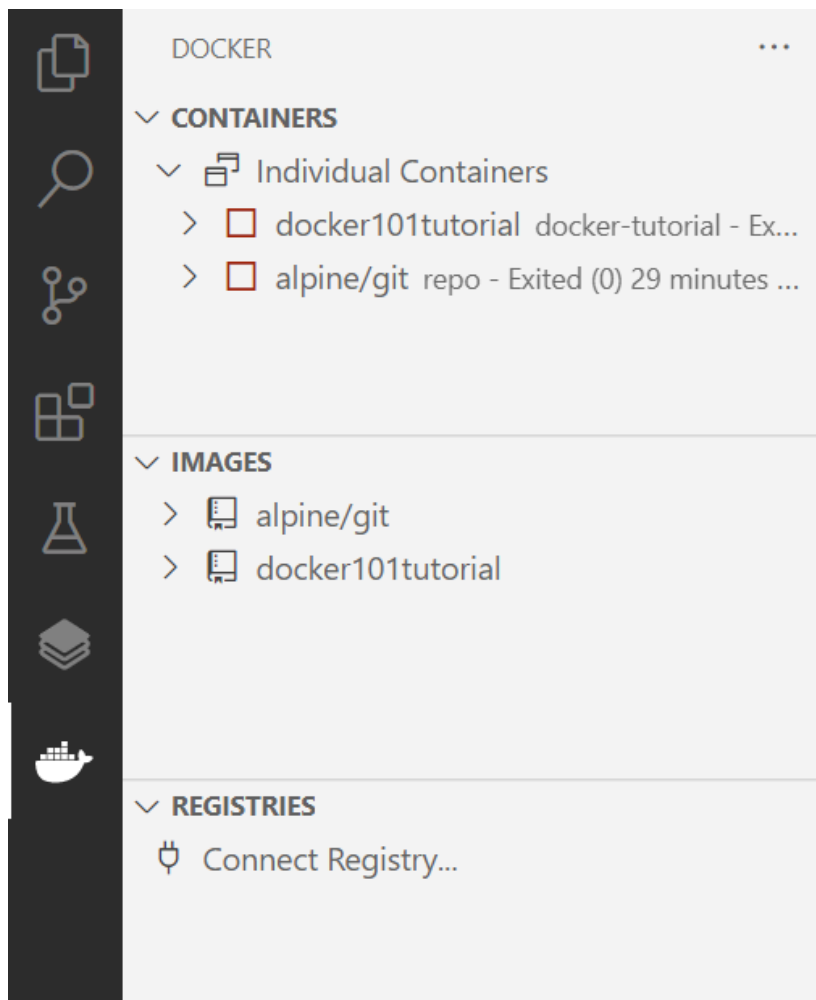 DOCKER
CONTAINERS
Individual Containers
docker101tutorial docker-tutorial - Ex...
alpine/git repo - Exited (0) 29 minutes ...
IMAGES
alpine/git
docker101tutorial
REGISTRIES
Connect Registry...